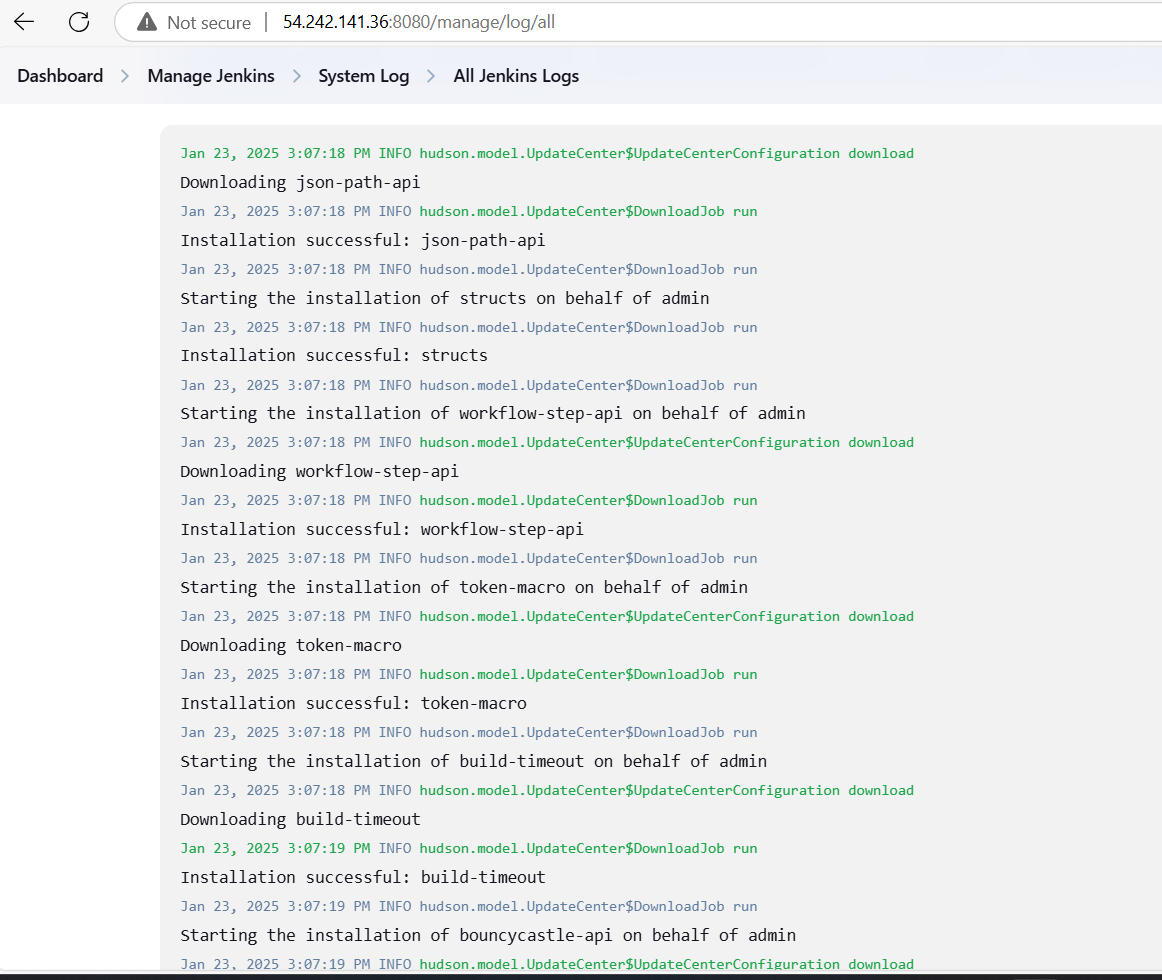 Not secure | 54.242.141.36:8080/manage/log/all
Dashboard > Manage Jenkins > System Log > All Jenkins Logs
Jan 23, 2025 3:07:18 PM INFO hudson.model.UpdateCenter$UpdateCenterConfiguration download
Downloading json-path-api
Jan 23, 2025 3:07:18 PM INFO hudson.model.UpdateCenter$DownloadJob run
Installation successful: json-path-api
Jan 23, 2025 3:07:18 PM INFO hudson.model.UpdateCenter$DownloadJob run
Starting the installation of structs on behalf of admin
Jan 23, 2025 3:07:18 PM INFO hudson.model.UpdateCenter$DownloadJob run
Installation successful: structs
Jan 23, 2025 3:07:18 PM INFO hudson.model.UpdateCenter$DownloadJob run
Starting the installation of workflow-step-api on behalf of admin
Jan 23, 2025 3:07:18 PM INFO hudson.model.UpdateCenter$UpdateCenterConfiguration download
Downloading workflow-step-api
Jan 23, 2025 3:07:18 PM INFO hudson.model.UpdateCenter$DownloadJob run
Installation successful: workflow-step-api
Jan 23, 2025 3:07:18 PM INFO hudson.model.UpdateCenter$DownloadJob run
Starting the installation of token-macro on behalf of admin
Jan 23, 2025 3:07:18 PM INFO hudson.model.UpdateCenter$UpdateCenterConfiguration download
Downloading token-macro
Jan 23, 2025 3:07:18 PM INFO hudson.model.UpdateCenter$DownloadJob run
Installation successful: token-macro
Jan 23, 2025 3:07:18 PM INFO hudson.model.UpdateCenter$DownloadJob run
Starting the installation of build-timeout on behalf of admin
Jan 23, 2025 3:07:18 PM INFO hudson.model.UpdateCenter$UpdateCenterConfiguration download
Downloading build-timeout
Jan 23, 2025 3:07:19 PM INFO hudson.model.UpdateCenter$DownloadJob run
Installation successful: build-timeout
Jan 23, 2025 3:07:19 PM INFO hudson.model.UpdateCenter$DownloadJob run
Starting the installation of bouncycastle-api on behalf of admin
Jan 23, 2025 3:07:19 PM INFO hudson.model.UpdateCenter$UpdateCenterConfiguration download